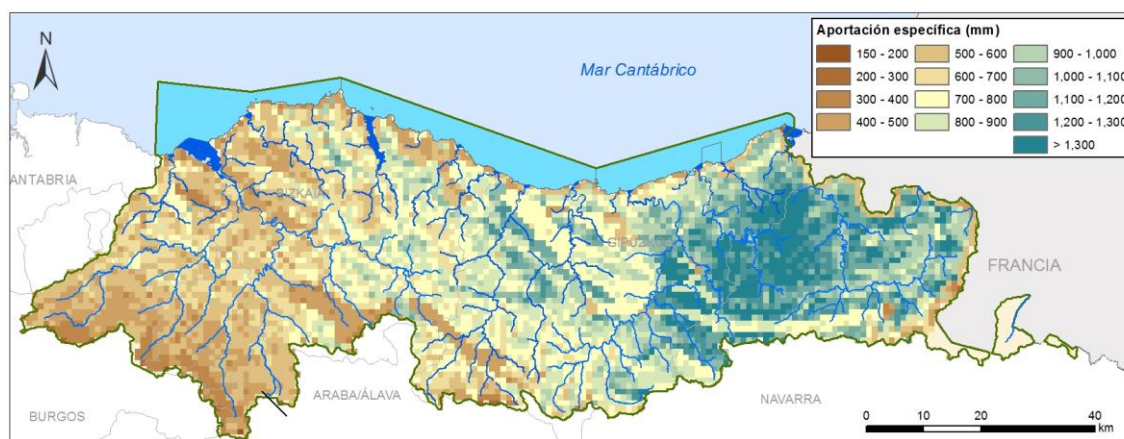 N
Mar Cantábrico
Aportación específica (mm)
150 - 200
200 - 300
300 - 400
400 - 500
500 - 600
600 - 700
700 - 800
800 - 900
900 - 1,000
1,000 - 1,100
1,100 - 1,200
1,200 - 1,300
> 1,300
ANTABRIA
BIZKAIA
GIPUZKOA
FRANCIA
ARABA/ÁLAVA
NAVARRA
BURGOS
0 10 20 40
km